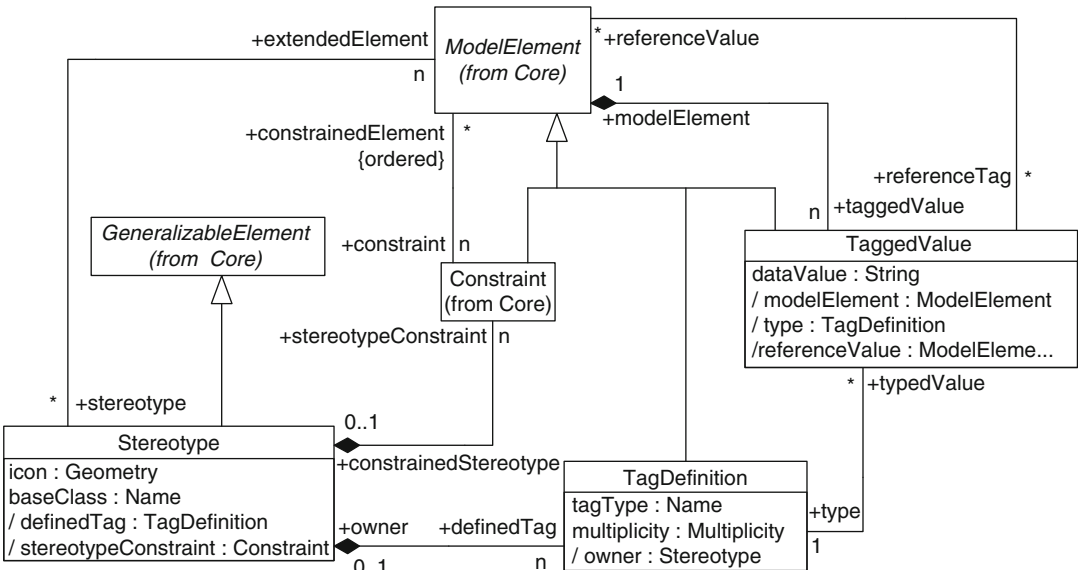 +extendedElement
n
ModelElement
(from Core)
*
+referenceValue
1
+modelElement
+constrainedElement
*
{ordered}
+referenceTag
*
n
+taggedValue
GeneralizableElement
(from Core)
+constraint
n
Constraint
(from Core)
TaggedValue
dataValue : String
/ modelElement : ModelElement
/ type : TagDefinition
/referenceValue : ModelEleme...
+stereotypeConstraint
n
*
+typedValue
*
+stereotype
0..1
+constrainedStereotype
Stereotype
icon : Geometry
baseClass : Name
/ definedTag : TagDefinition
/ stereotypeConstraint : Constraint
+owner
0..1
+definedTag
n
TagDefinition
tagType : Name
multiplicity : Multiplicity
/ owner : Stereotype
+type
1